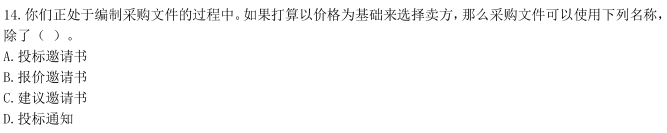 14. 你们正处于编制采购文件的过程中。如果打算以价格为基础来选择卖方，那么采购文件可以使用下列名称，
除了（ ）。
A. 投标邀请书
B. 报价邀请书
C. 建议邀请书
D. 投标通知